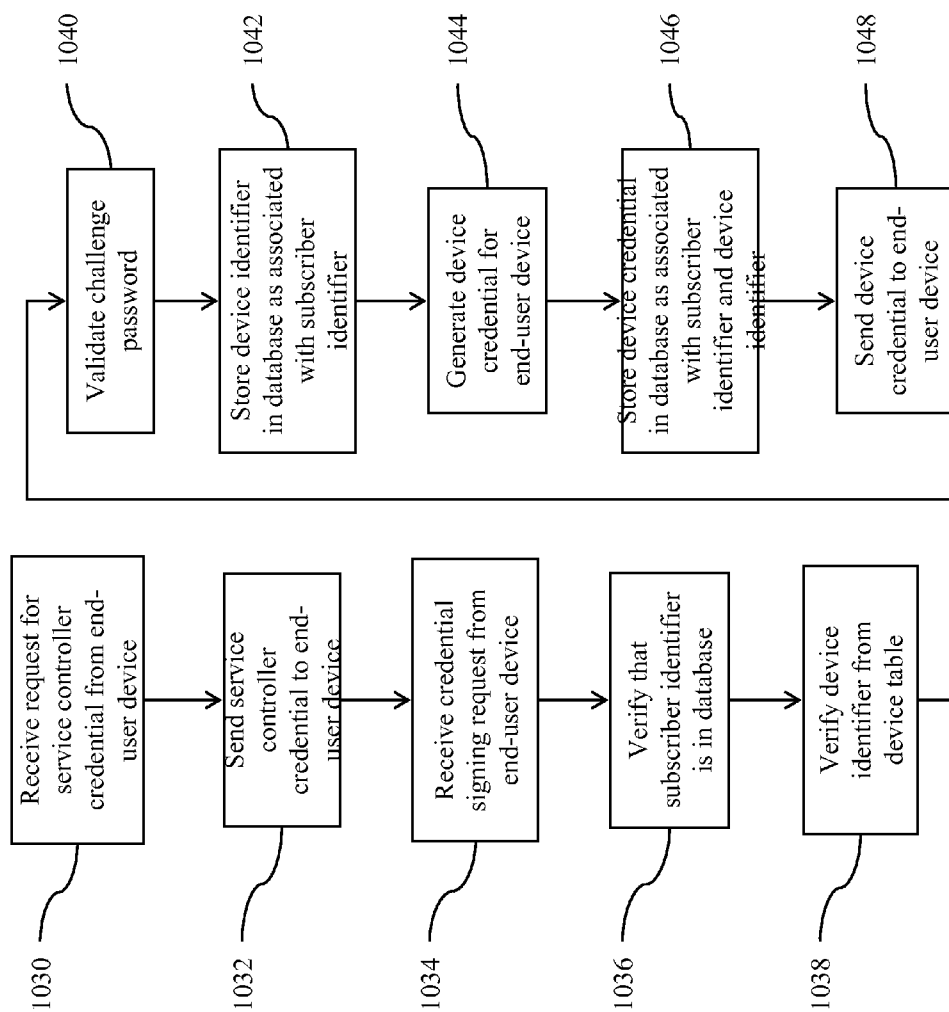 1030
Receive request for
service controller
credential from end-
user device
1032
Send service
controller
credential to end-
user device
1034
Receive credential
signing request from
end-user device
1036
Verify that
subscriber identifier
is in database
1038
Verify device
identifier from
device table
1040
Validate challenge
password
1042
Store device identifier
in database as associated
with subscriber
identifier
1044
Generate device
credential for
end-user device
1046
Store device credential
in database as associated
with subscriber
identifier and device
identifier
1048
Send device
credential to end-
user device